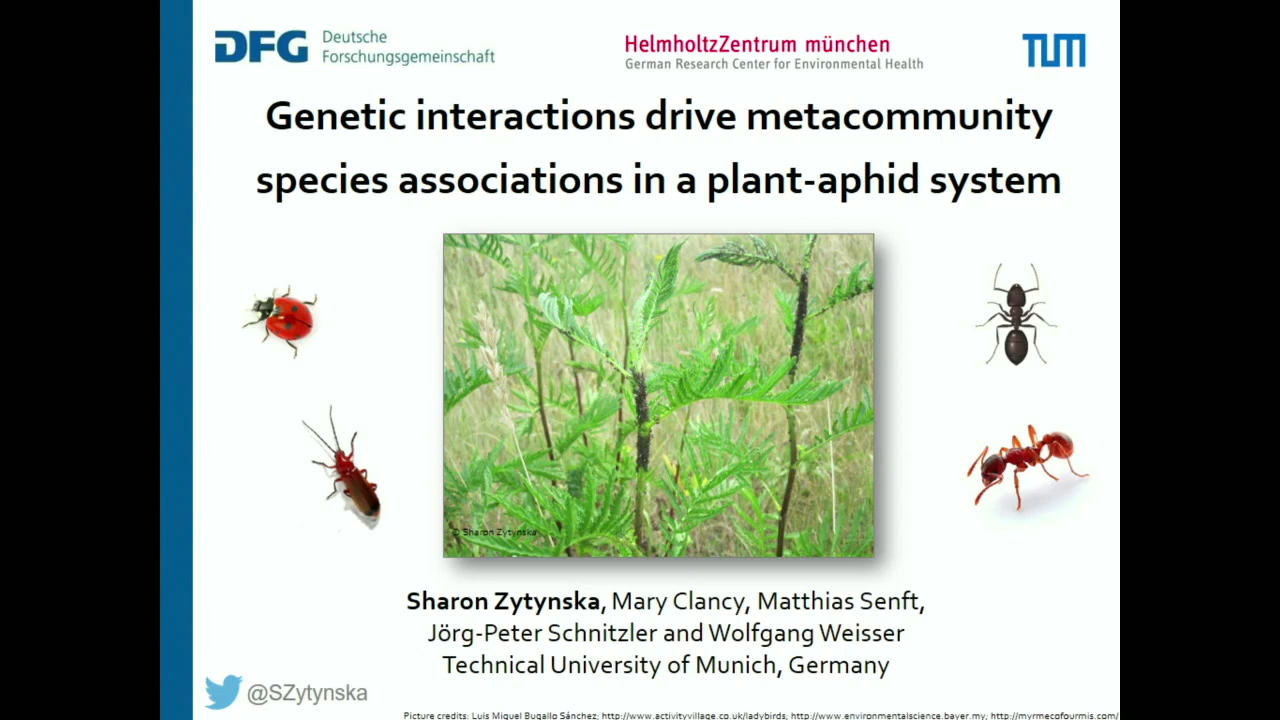 DFG Deutsche
Forschungsgemeinschaft
HelmholtzZentrum münchen
German Research Center for Environmental Health
TUM
Genetic interactions drive metacommunity
species associations in a plant-aphid system
© Sharon Zytynska
Sharon Zytynska, Mary Clancy, Matthias Senft,
Jörg-Peter Schnitzler and Wolfgang Weisser
Technical University of Munich, Germany
@SZytynska
Picture credits: Luis Miguel Bugallo Sánchez; http://www.activityvillage.co.uk/ladybirds; http://www.environmentalscience.bayer.my; http://myrmecofourmis.com/